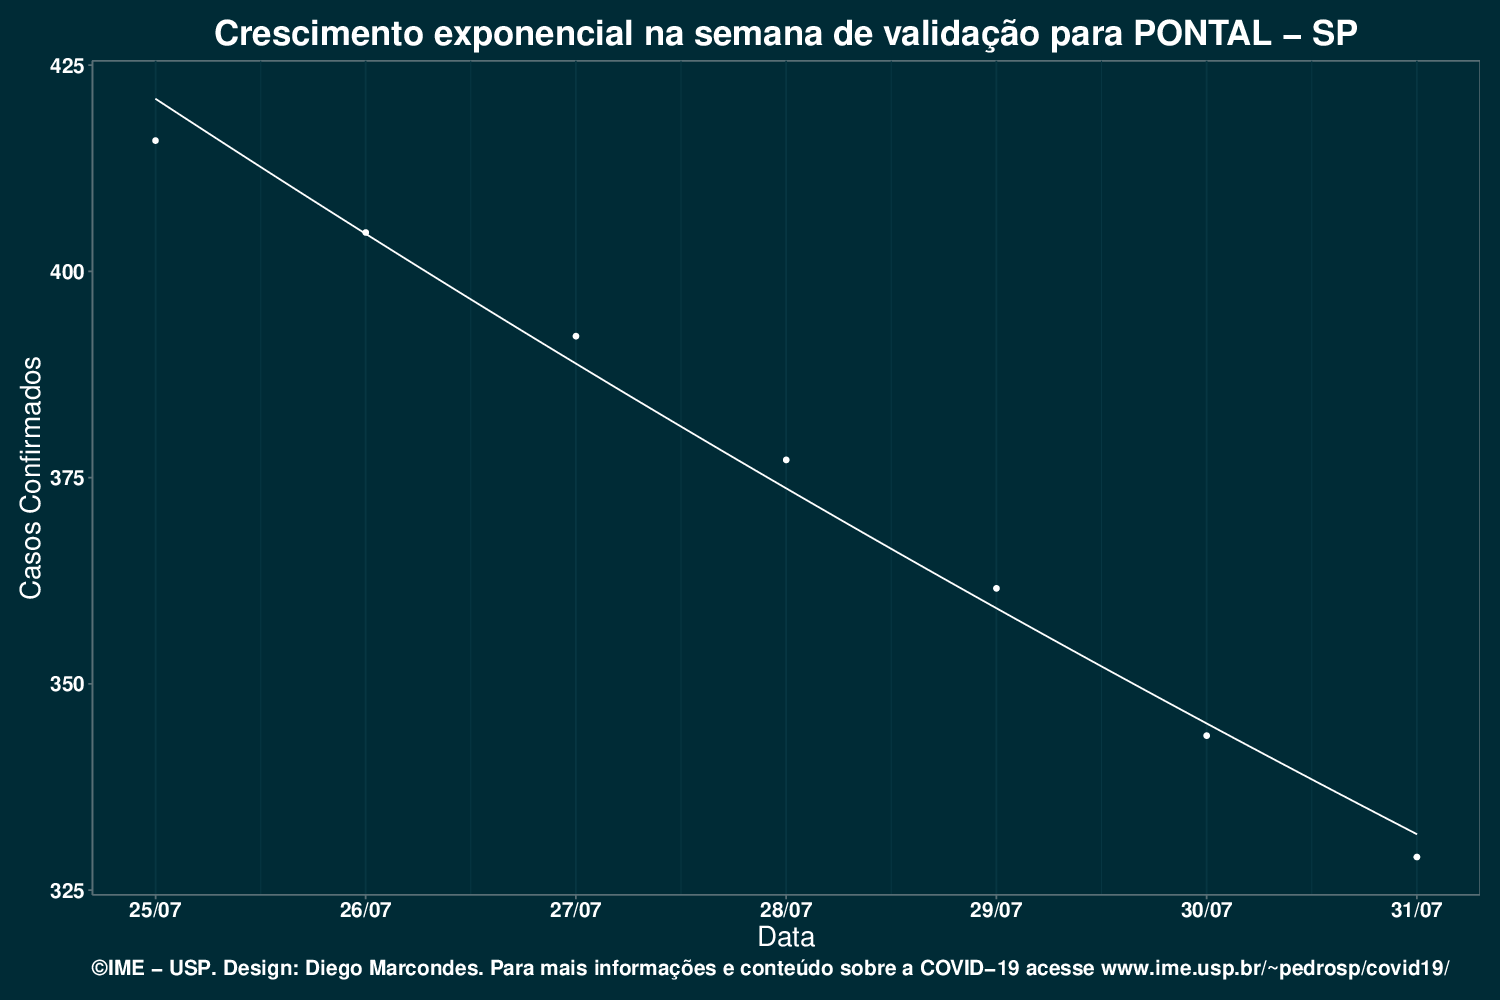 Crescimento exponencial na semana de validação para PONTAL – SP
425
400
375
350
325
Casos Confirmados
25/07 26/07 27/07 28/07 29/07 30/07 31/07
Data
©IME – USP. Design: Diego Marcondes. Para mais informações e conteúdo sobre a COVID–19 acesse www.ime.usp.br/~pedrosp/covid19/